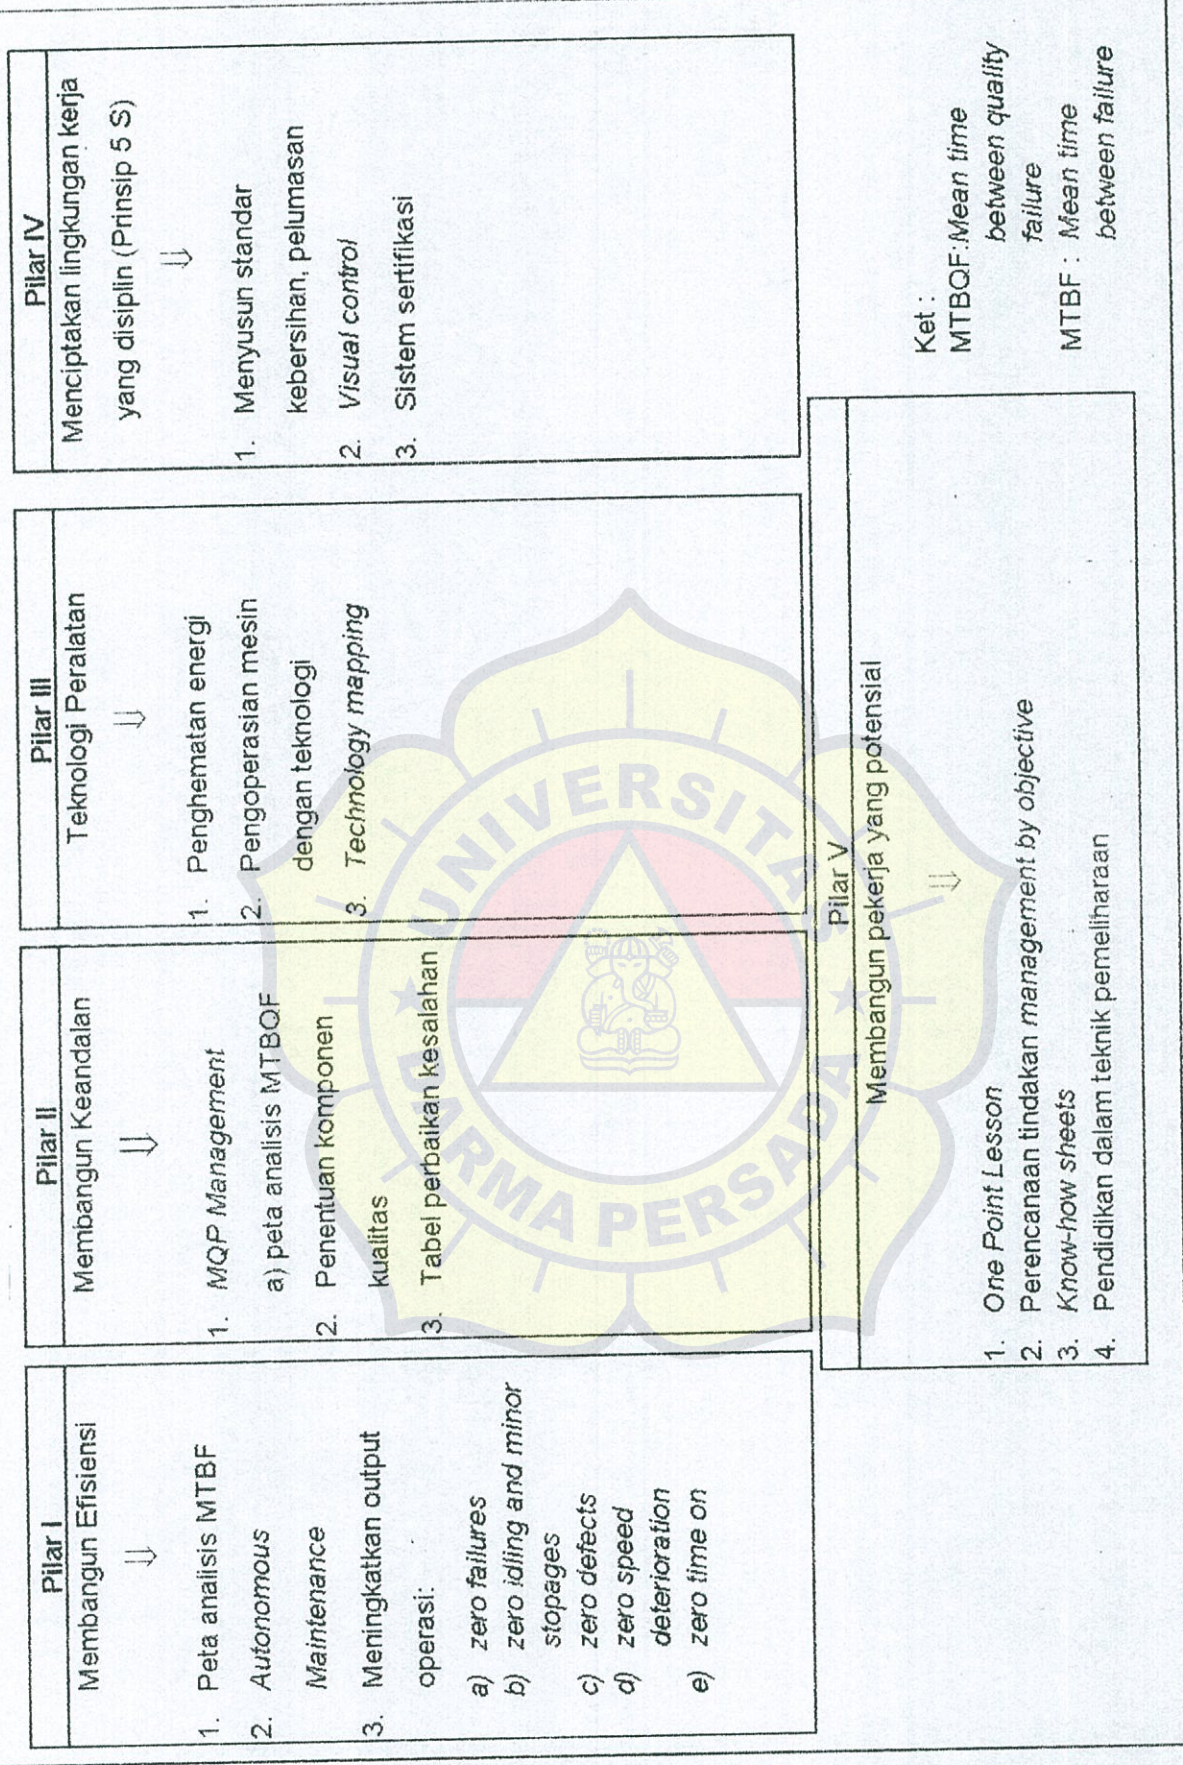 Pilar I
Membangun Efisiensi
⇓
1. Peta analisis MTBF
2. Autonomous
Maintenance
3. Meningkatkan output
operasi:
a) zero failures
b) zero idling and minor
stopages
c) zero defects
d) zero speed
deterioration
e) zero time on
Pilar II
Membangun Keandalan
⇓
1. MQP Management
a) peta analisis MTBQF
2. Penentuan komponen
kualitas
3. Tabel perbaikan kesalahan
Pilar III
Teknologi Peralatan
⇓
1. Penghematan energi
2. Pengoperasian mesin
dengan teknologi
3. Technology mapping
Pilar IV
Menciptakan lingkungan kerja
yang disiplin (Prinsip 5 S)
⇓
1. Menyusun standar
kebersihan, pelumasan
2. Visual control
3. Sistem sertifikasi
Pilar V
Membangun pekerja yang potensial
⇓
1. One Point Lesson
2. Perencanaan tindakan management by objective
3. Know-how sheets
4. Pendidikan dalam teknik pemeliharaan
Ket :
MTBQF:Mean time
between quality
failure
MTBF : Mean time
between failure
UNIVERSITAS
DARMA PERSADA